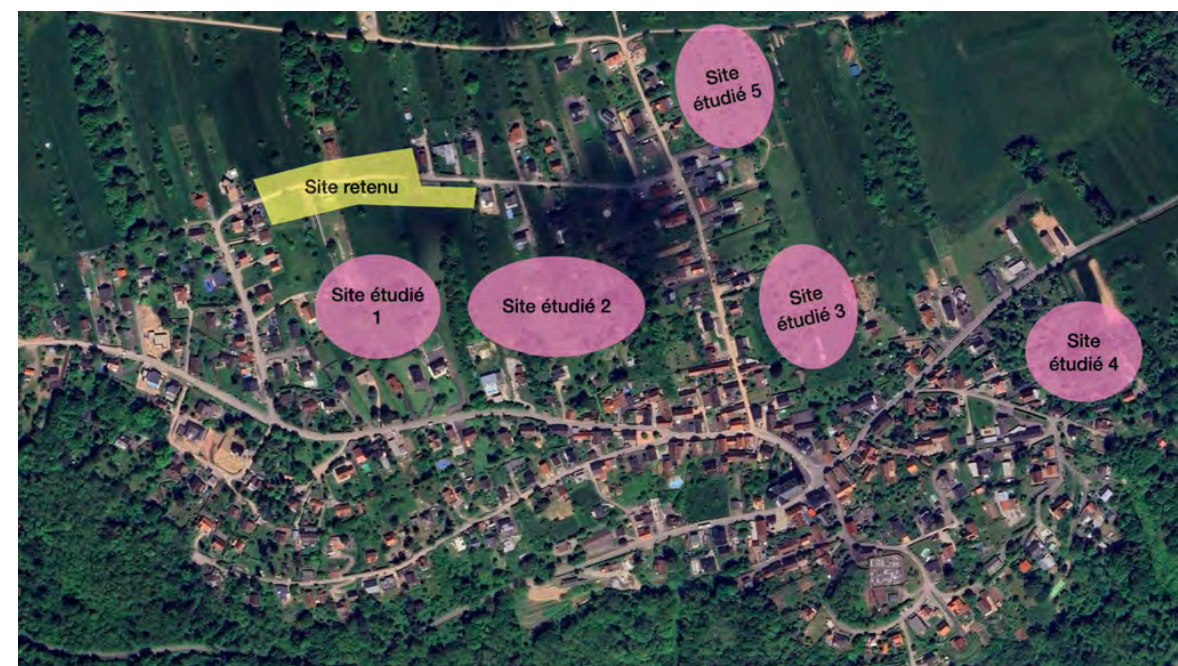 Site
étudié 5
Site retenu
Site étudié
1
Site étudié 2
Site
étudié 3
Site
étudié 4